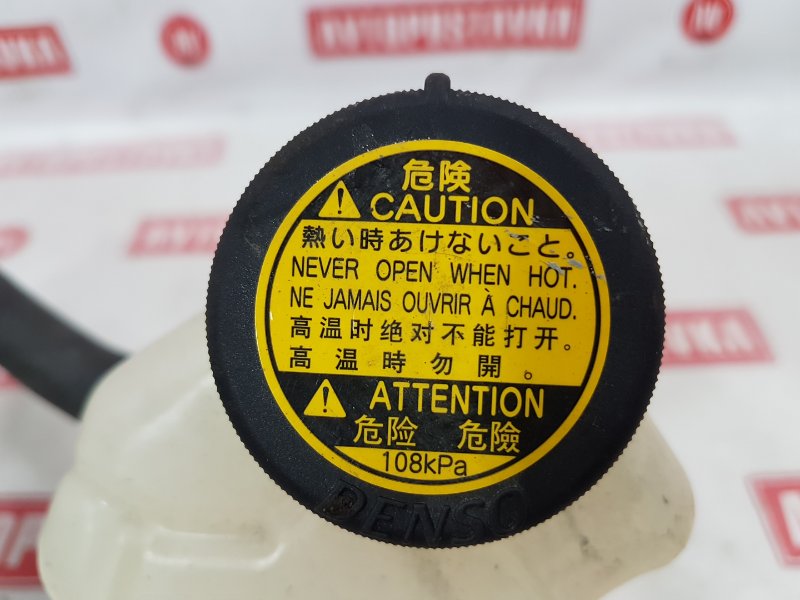 AVTOPOSTAVKA
危険
CAUTION
熱い時あけないこと。
NEVER OPEN WHEN HOT.
NE JAMAIS OUVRIR À CHAUD.
高温时绝对不能打开。
高温時勿開。
ATTENTION
危险 危險
108kPa
DENSO